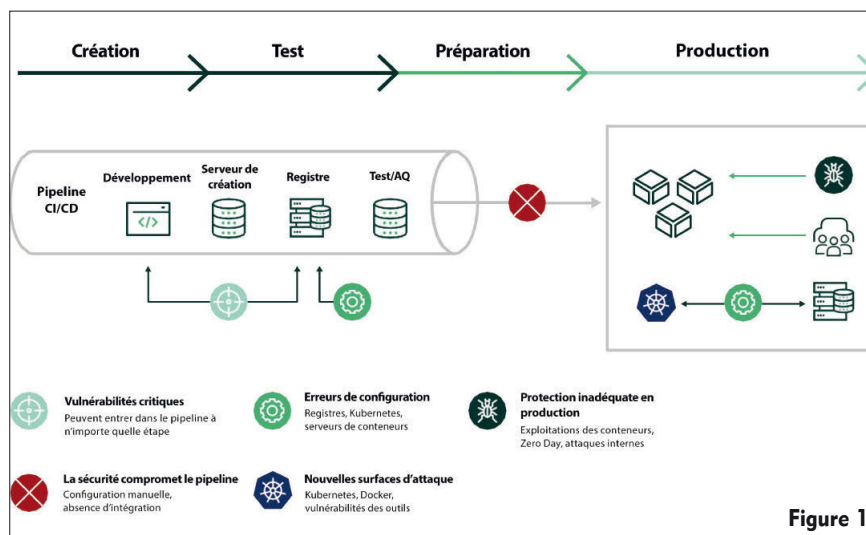 Création
Test
Préparation
Production
Pipeline
CI/CD
Développement
Serveur de
création
Registre
Test/AQ
Vulnérabilités critiques
Peuvent entrer dans le pipeline à
n'importe quelle étape
Erreurs de configuration
Registres, Kubernetes,
serveurs de conteneurs
Protection inadéquate en
production
Exploitations des conteneurs,
Zero Day, attaques internes
La sécurité compromet le pipeline
Configuration manuelle,
absence d'intégration
Nouvelles surfaces d'attaque
Kubernetes, Docker,
vulnérabilités des outils
Figure 1